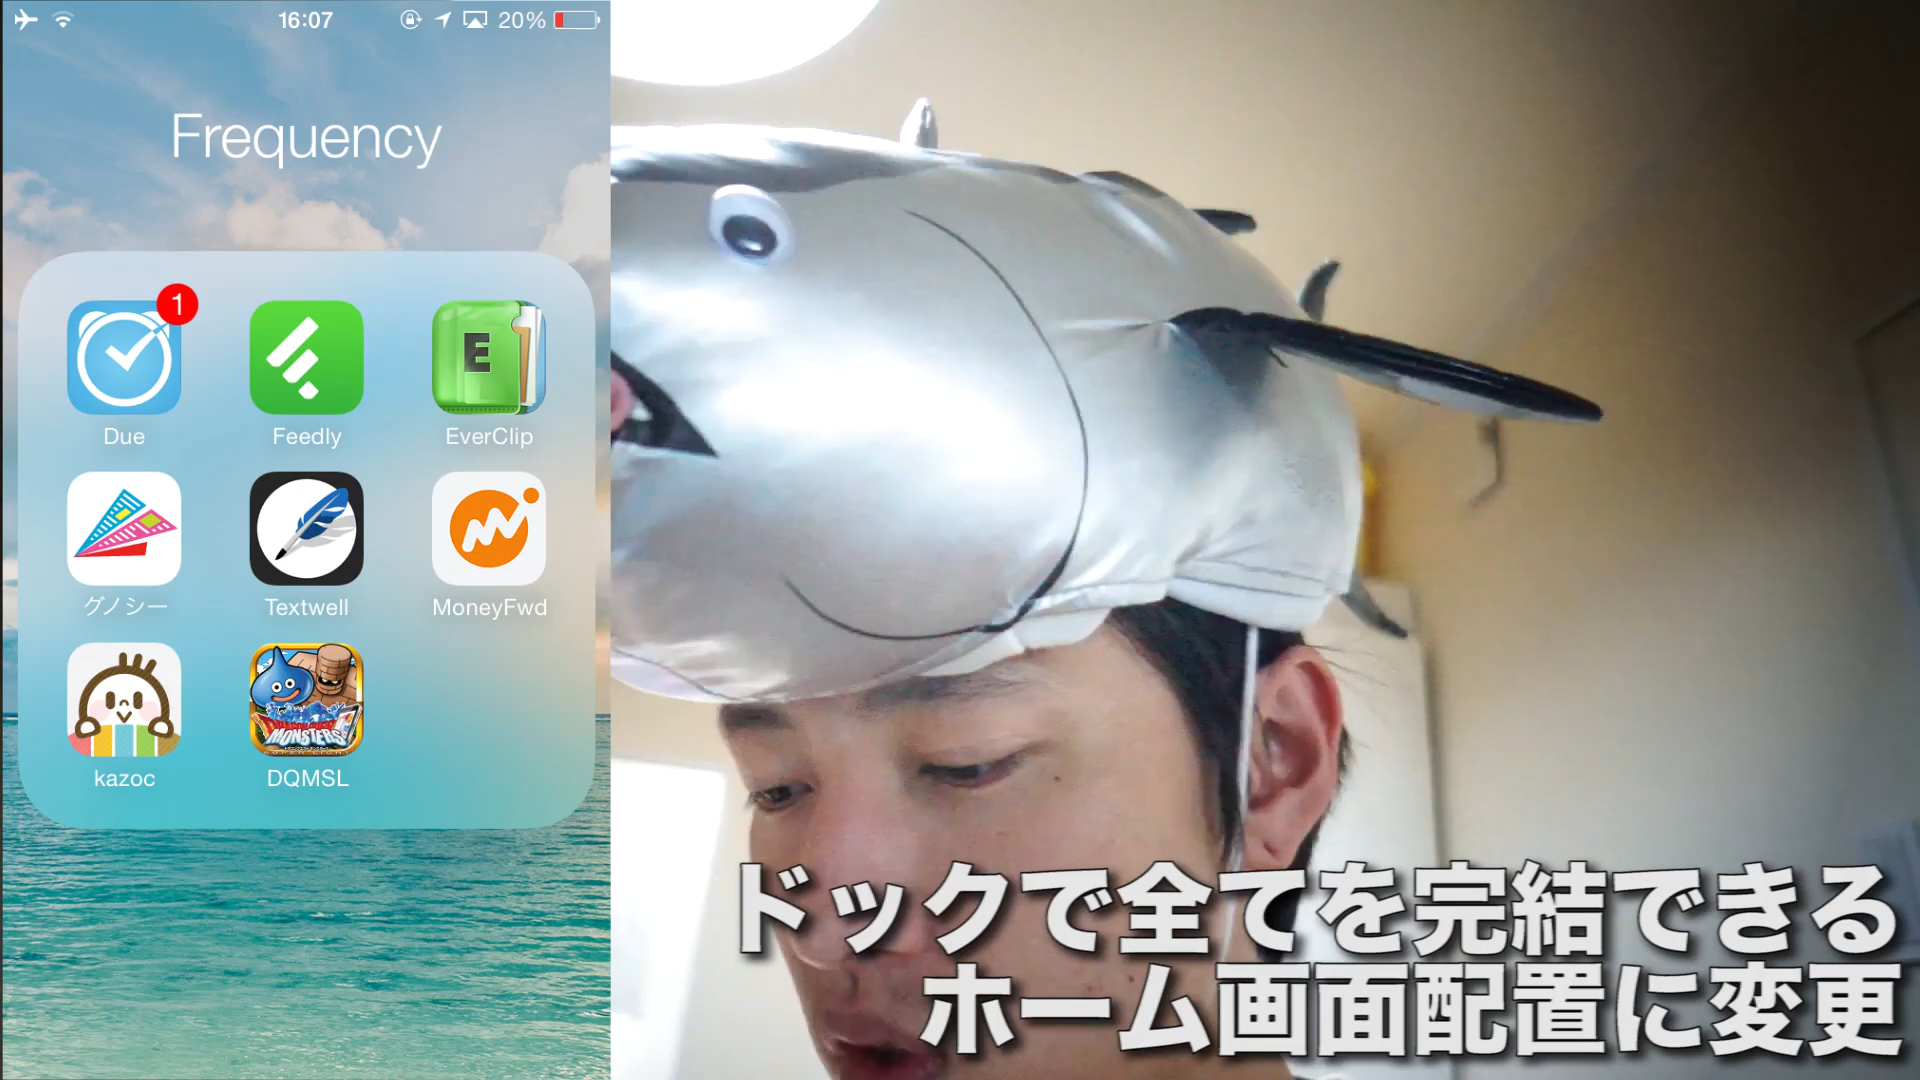 16:07
20%
Frequency
1
Due
Feedly
E
EverClip
グノシー
Textwell
MoneyFwd
MONSTERS
kazoc
DQMSL
ドックで全てを完結できる
ホーム画面配置に変更